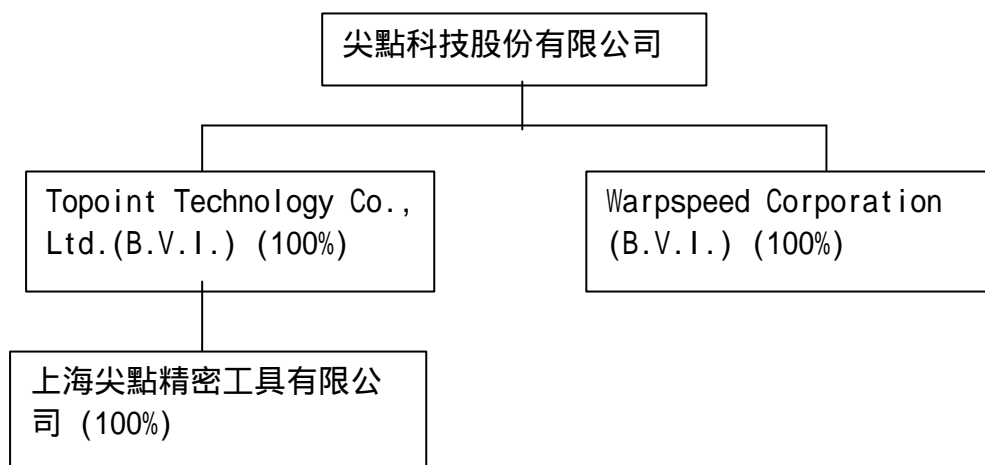 尖點科技股份有限公司
Topoint Technology Co.,
Ltd.(B.V.I.) (100%)
Warpspeed Corporation
(B.V.I.) (100%)
上海尖點精密工具有限公
司 (100%)